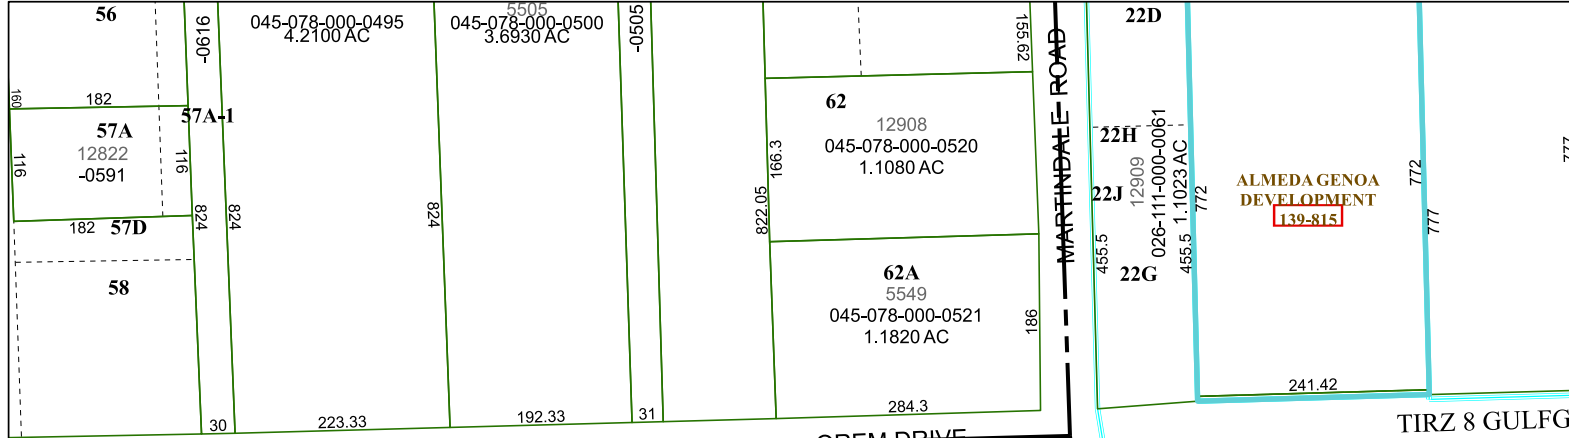 56
-0616
045-078-000-0495
4.2100 AC
5505
045-078-000-0500
3.6930 AC
-0505
155.62
MARTINDALE ROAD
22D
160
182
57A-1
57A
12822
-0591
116
116
182
57D
58
824
824
824
62
12908
045-078-000-0520
1.1080 AC
166.3
822.05
62A
5549
045-078-000-0521
1.1820 AC
186
22H
22J
12909
026-111-000-0061
1.1023 AC
22G
455.5
455.5
772
ALMEDA GENOA
DEVELOPMENT
139-815
772
777
777
30
223.33
192.33
31
284.3
241.42
OREM DRIVE
TIRZ 8 GULFG